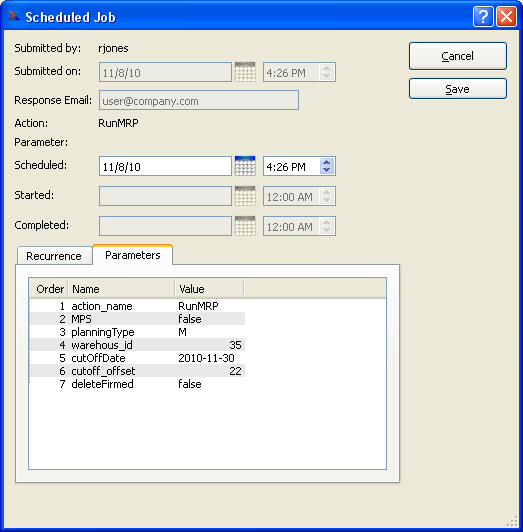 Scheduled Job
Submitted by: rjones
Cancel
Submitted on: 11/8/10 4:26 PM
Save
Response Email: user@company.com
Action: RunMRP
Parameter:
Scheduled: 11/8/10 4:26 PM
Started: 12:00 AM
Completed: 12:00 AM
Recurrence Parameters
Order Name Value
1 action_name RunMRP
2 MPS false
3 planningType M
4 warehous_id 35
5 cutOffDate 2010-11-30
6 cutoff_offset 22
7 deleteFirmed false